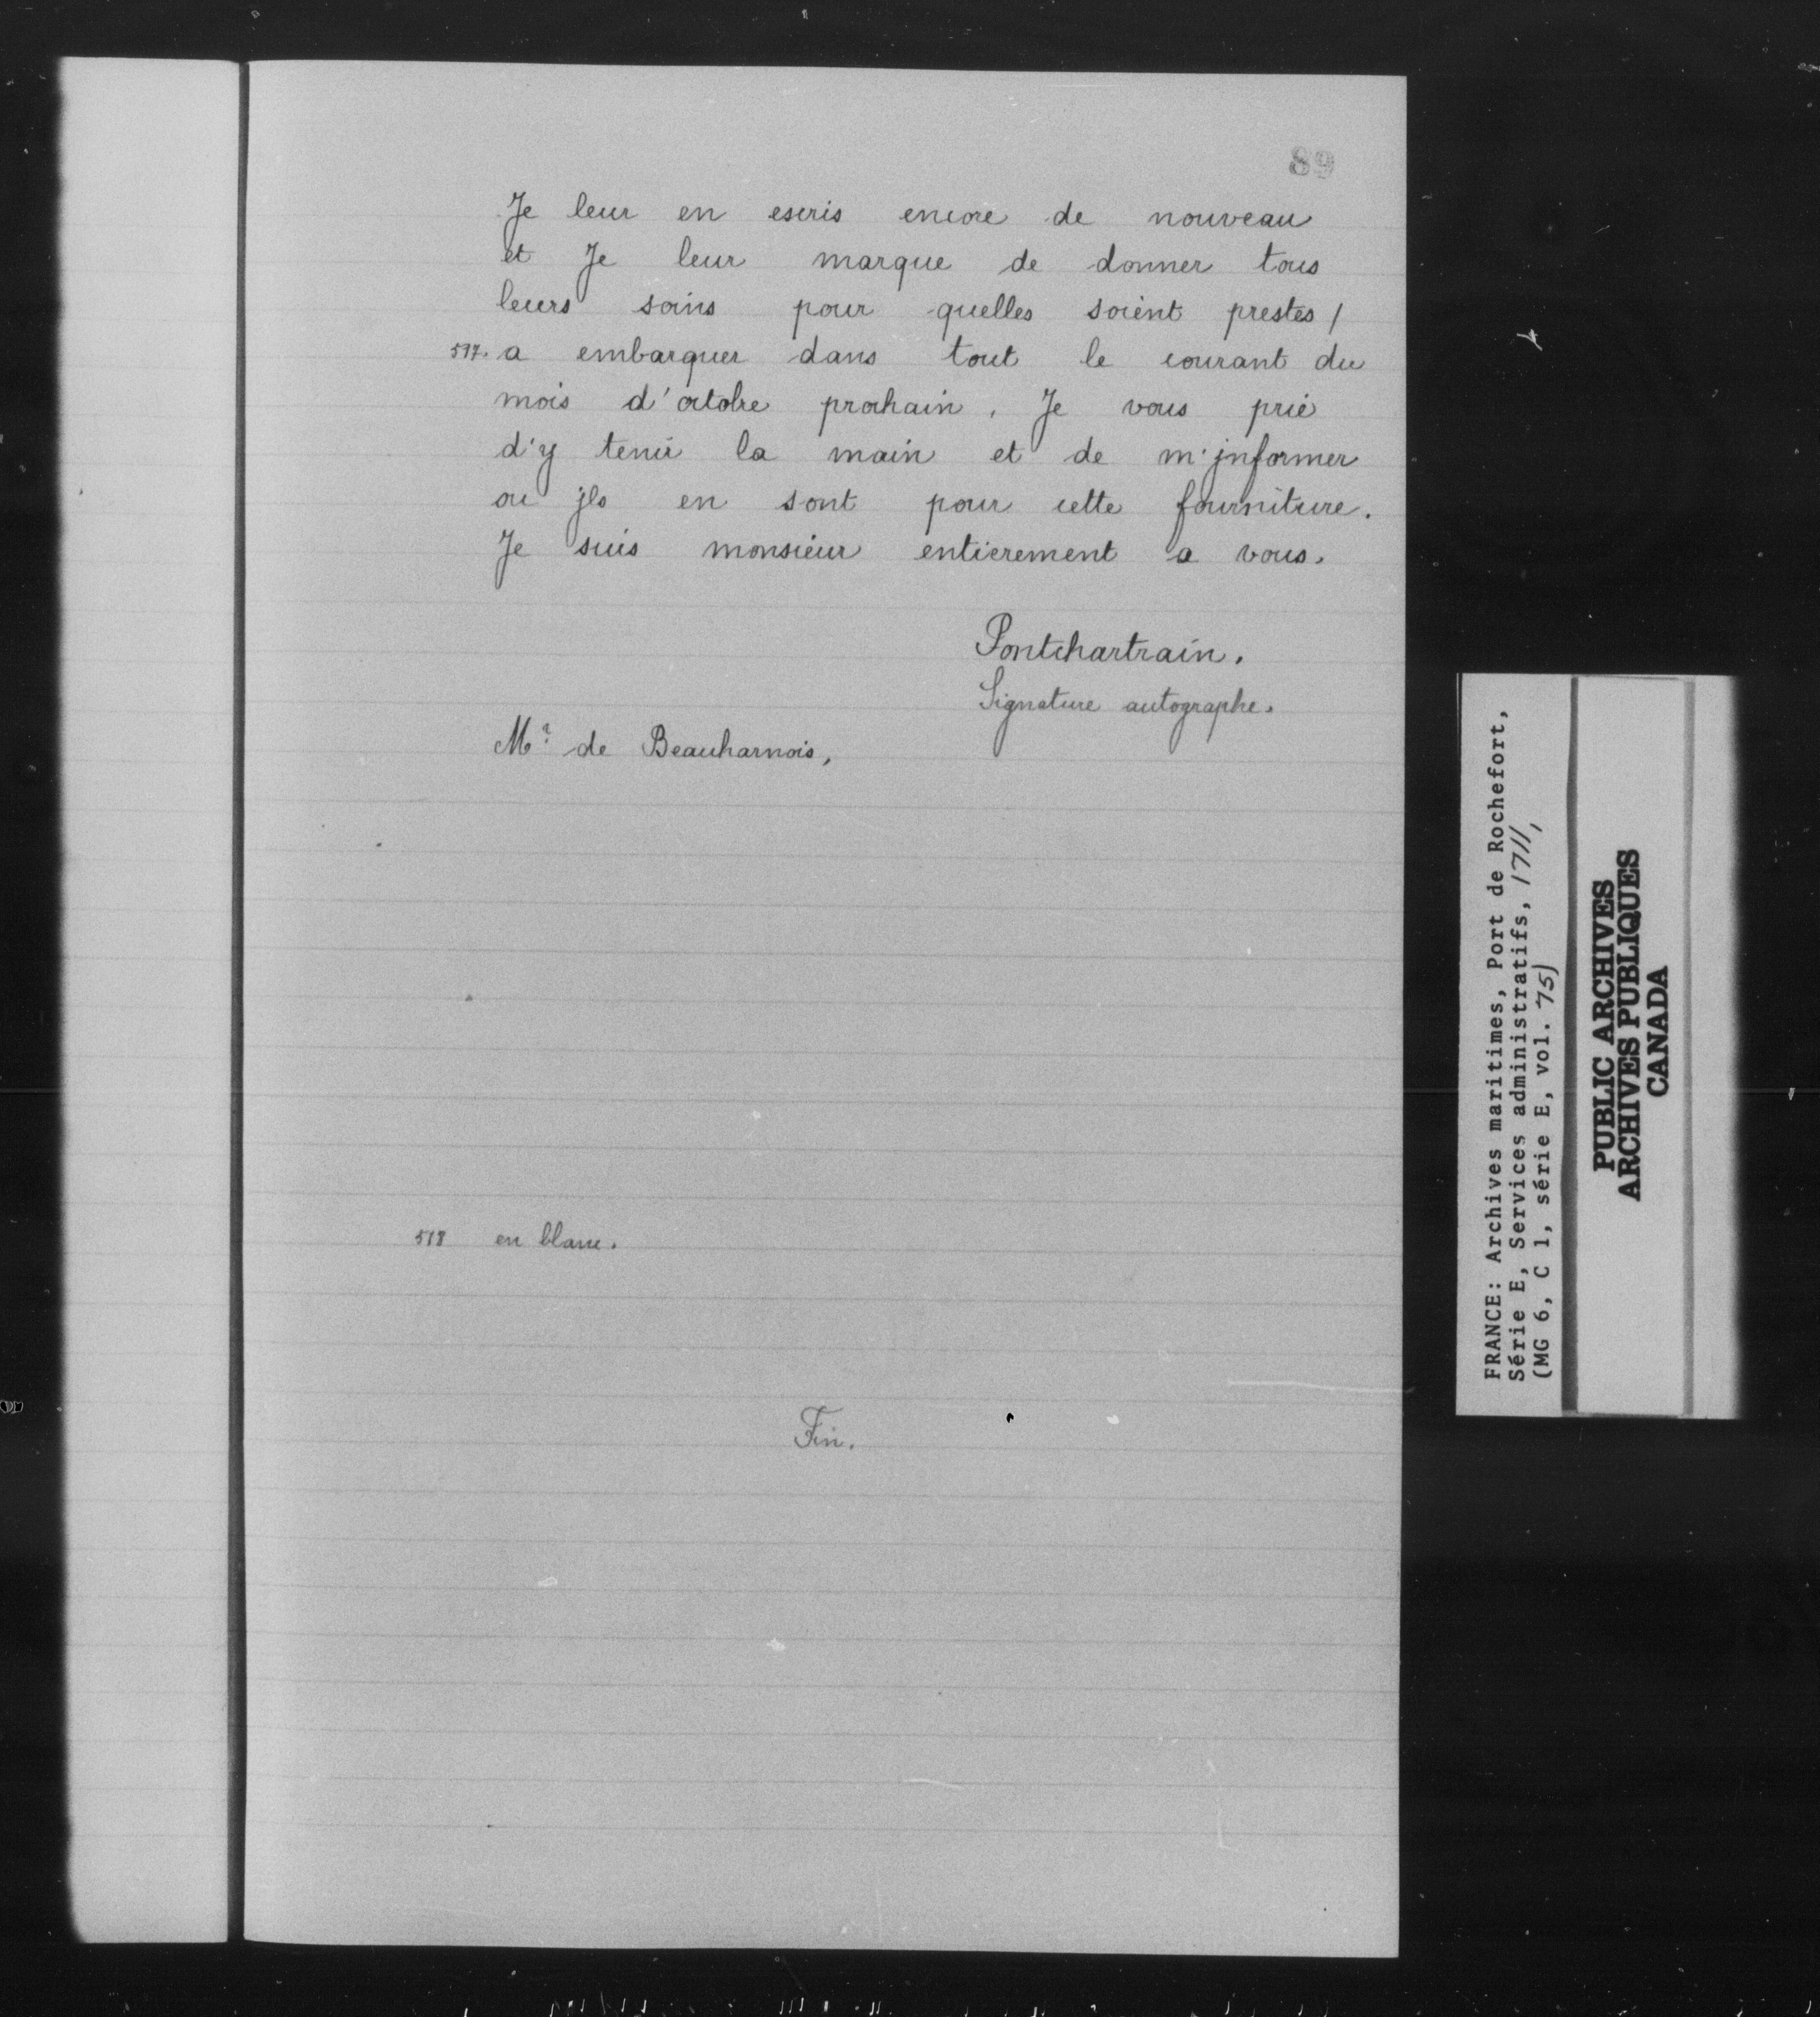 89
Je leur en escris encore de nouveau
et Je leur marque de donner tous
leurs soins pour quelles soient prestes /
517. a embarquer dans tout le courant du
mois d'octobre prochain. Je vous prie
d'y tenir la main et de m'jnformer
ou jls en sont pour cette fourniture.
Je suis monsieur entierement a vous.
Pontchartrain.
Signature autographe.
Mr de Beauharnois,
518 en blanc.
Fin.
FRANCE: Archives maritimes, Port de Rochefort,
Série E, Services administratifs, 1711,
(MG 6, C 1, série E, vol. 75)
PUBLIC ARCHIVES
ARCHIVES PUBLIQUES
CANADA